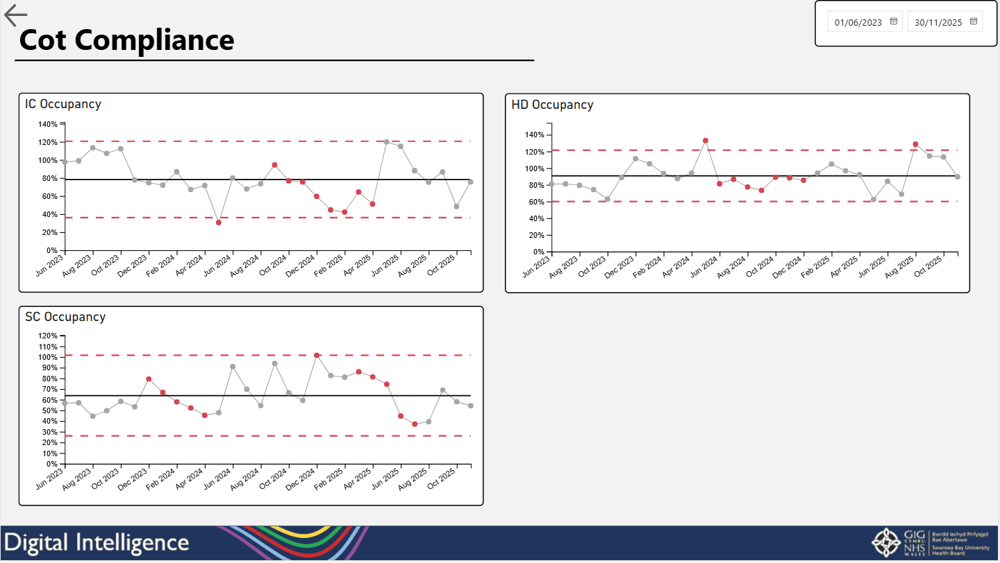 Cot Compliance
01/06/2023 30/11/2025
IC Occupancy
140%
120%
100%
80%
60%
40%
20%
0%
Jun 2023 Aug 2023 Oct 2023 Dec 2023 Feb 2024 Apr 2024 Jun 2024 Aug 2024 Oct 2024 Dec 2024 Feb 2025 Apr 2025 Jun 2025 Aug 2025 Oct 2025
HD Occupancy
140%
120%
100%
80%
60%
40%
20%
0%
Jun 2023 Aug 2023 Oct 2023 Dec 2023 Feb 2024 Apr 2024 Jun 2024 Aug 2024 Oct 2024 Dec 2024 Feb 2025 Apr 2025 Jun 2025 Aug 2025 Oct 2025
SC Occupancy
120%
110%
100%
90%
80%
70%
60%
50%
40%
30%
20%
10%
0%
Jun 2023 Aug 2023 Oct 2023 Dec 2023 Feb 2024 Apr 2024 Jun 2024 Aug 2024 Oct 2024 Dec 2024 Feb 2025 Apr 2025 Jun 2025 Aug 2025 Oct 2025
Digital Intelligence
GIG
CYMRU
NHS
WALES
Bwrdd Iechyd Prifysgol
Bae Abertawe
Swansea Bay University
Health Board